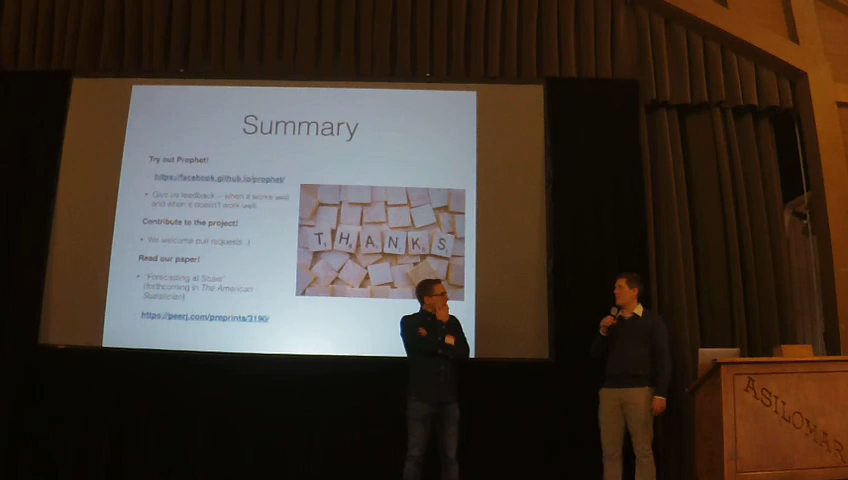 Summary
Try out Prophet!
https://facebook.github.io/prophet/
• Give us feedback - when it works well
and when it doesn't work well
Contribute to the project!
• We welcome pull requests :)
Read our paper!
• "Forecasting at Scale"
(forthcoming in The American
Statistician)
https://peerj.com/preprints/3190/
THANKS
ASILOMAR